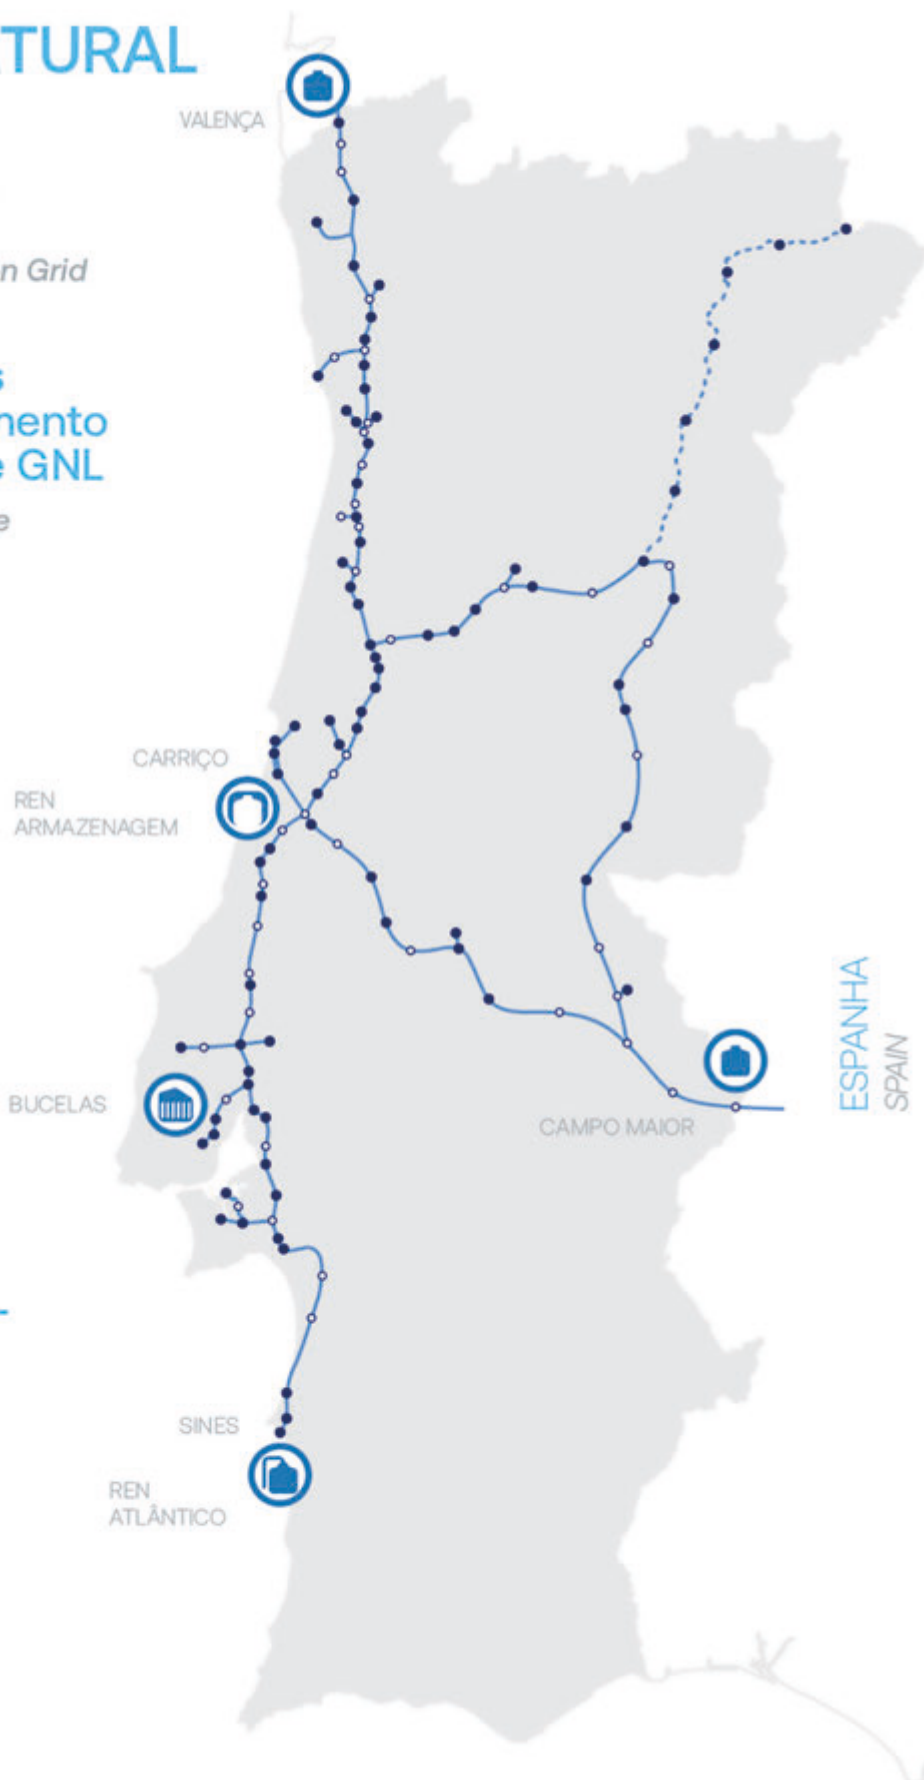 TURAL
VALENÇA
n Grid
s
mento
e GNL
e
CARRIÇO
REN
ARMAZENAGEM
ESPANHA
SPAIN
BUCELAS
CAMPO MAIOR
SINES
REN
ATLÂNTICO